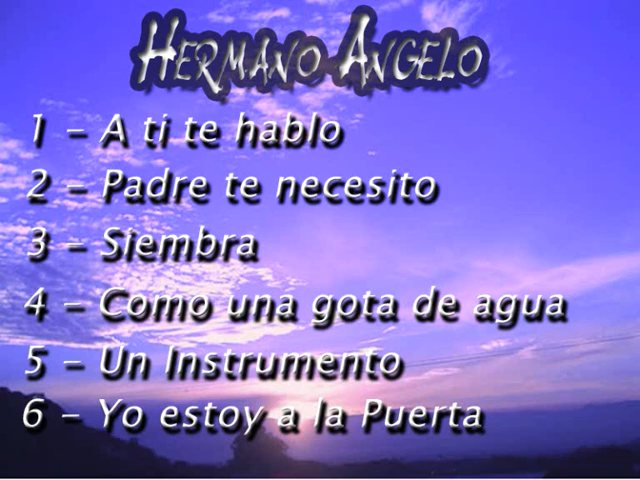 Hermano Angelo
1 - A ti te hablo
2 - Padre te necesito
3 - Siembra
4 - Como una gota de agua
5 - Un Instrumento
6 - Yo estoy a la Puerta